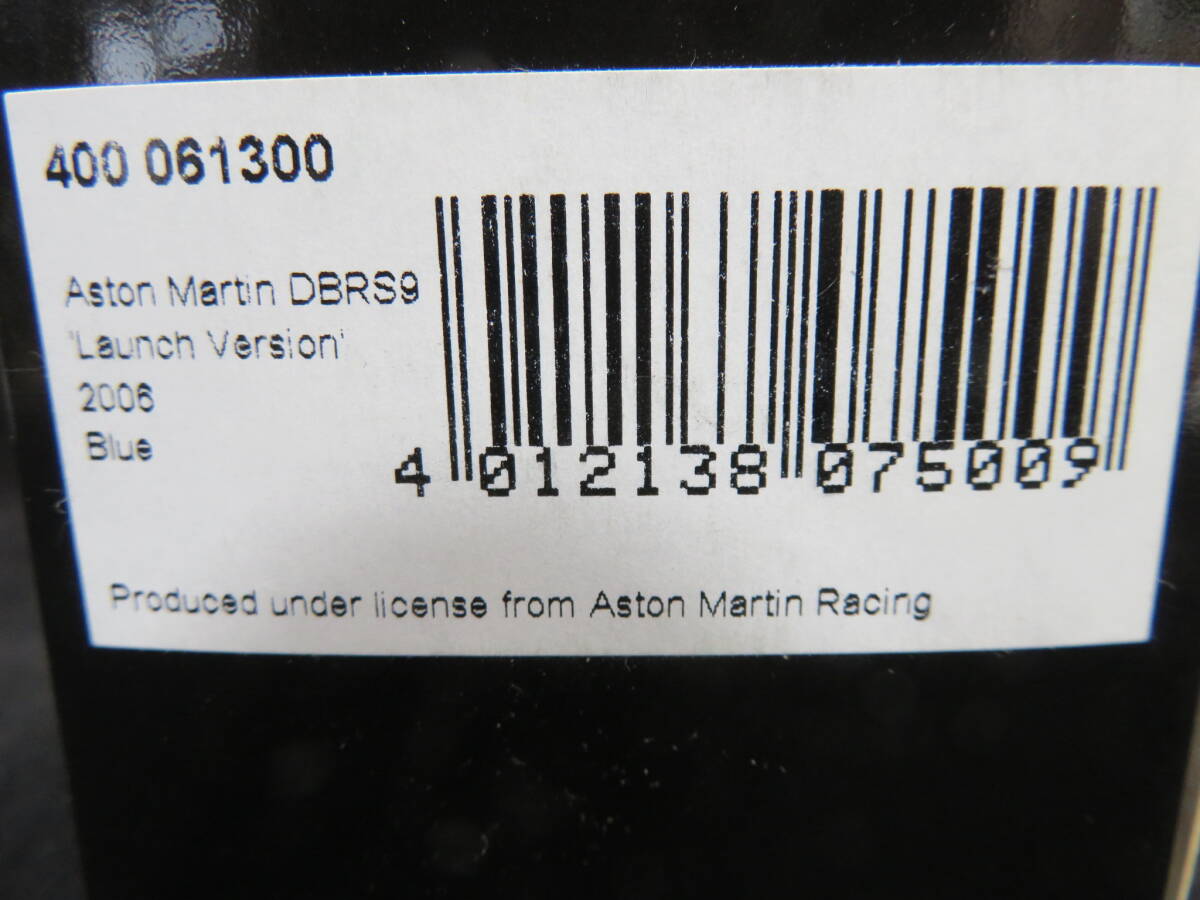 400 061300
Aston Martin DBRS9
'Launch Version'
2006
Blue
4 012138 075009
Produced under license from Aston Martin Racing